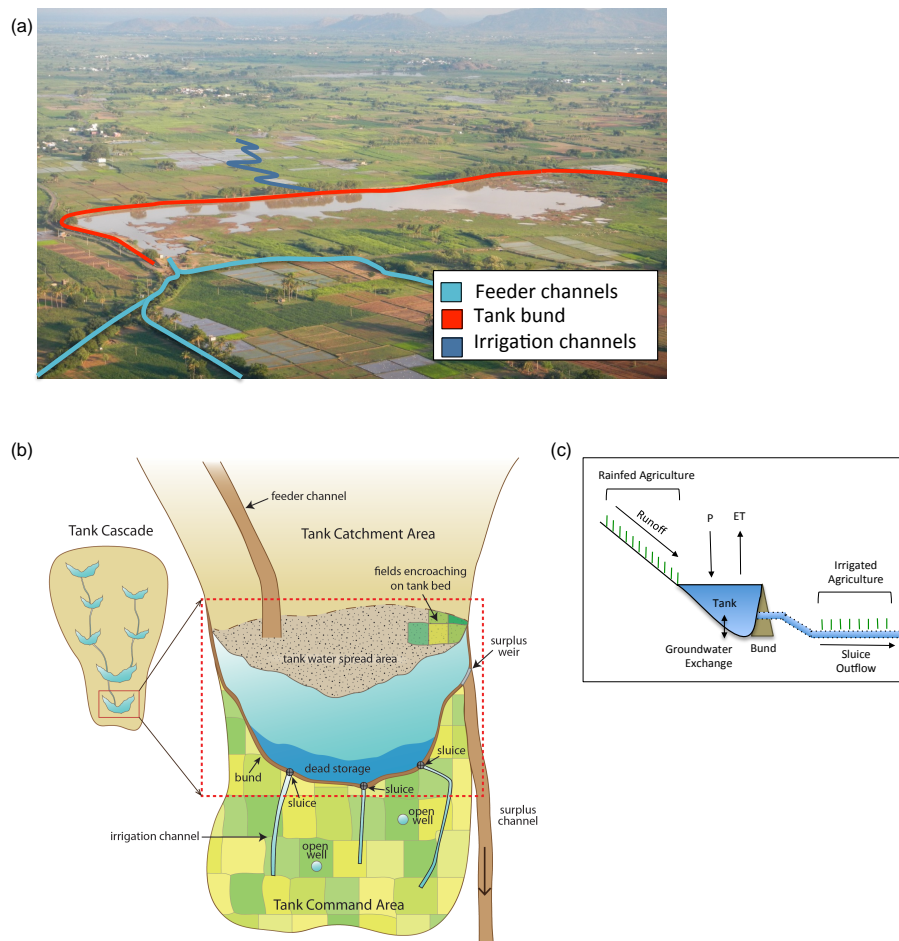 (a)
Feeder channels
Tank bund
Irrigation channels
(b)
feeder channel
Tank Cascade
Tank Catchment Area
fields encroaching
on tank bed
tank water spread area
surplus
weir
dead storage
sluice
bund
sluice
sluice
irrigation channel
open
well
open
well
surplus
channel
Tank Command Area
(c)
Rainfed Agriculture
Runoff
P
ET
Irrigated
Agriculture
Tank
Groundwater
Exchange
Bund
Sluice
Outflow